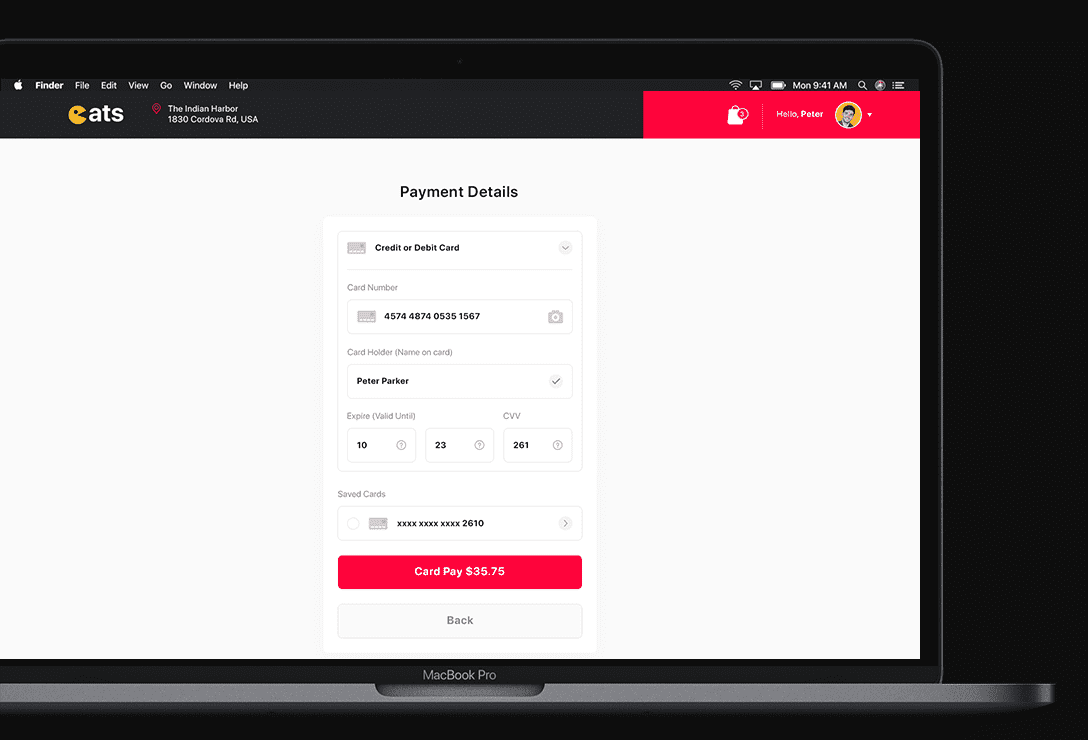 Finder File Edit View Go Window Help Mon 9:41 AM
eats
The Indian Harbor
1830 Cordova Rd, USA
3
Hello, Peter
Payment Details
Credit or Debit Card
Card Number
4574 4874 0535 1567
Card Holder (Name on card)
Peter Parker
Expire (Valid Until) CVV
10 23 261
Saved Cards
xxxx xxxx xxxx 2610
Card Pay $35.75
Back
MacBook Pro